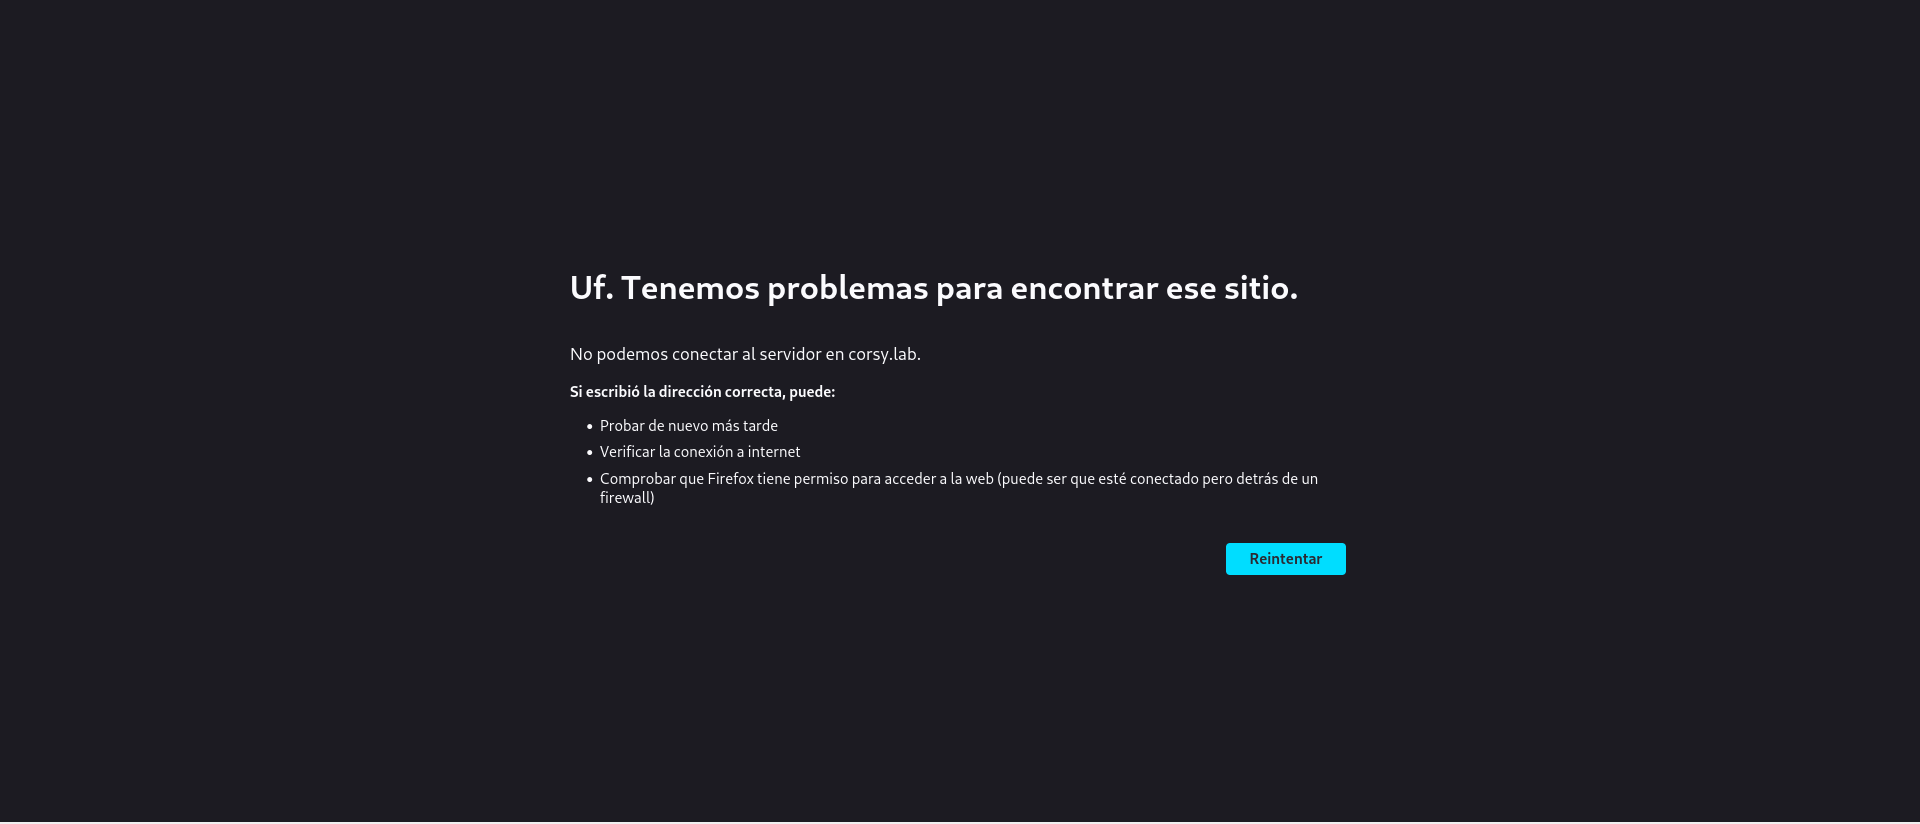 Uf. Tenemos problemas para encontrar ese sitio.
No podemos conectar al servidor en corsy.lab.
Si escribió la dirección correcta, puede:
• Probar de nuevo más tarde
• Verificar la conexión a internet
• Comprobar que Firefox tiene permiso para acceder a la web (puede ser que esté conectado pero detrás de un
firewall)
Reintentar